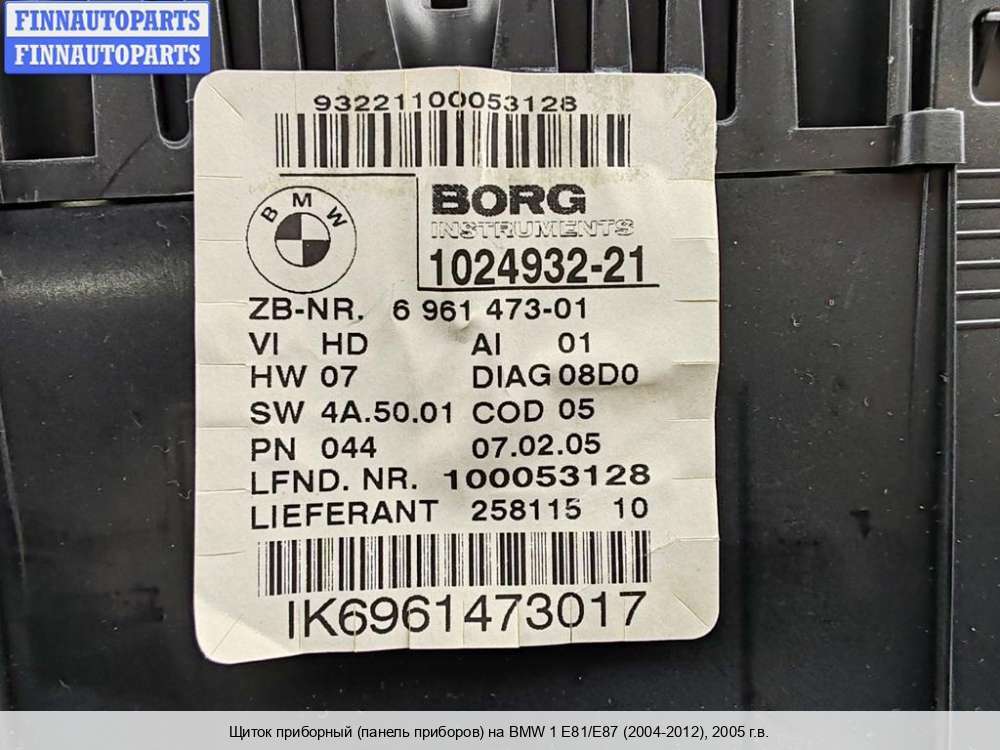 FINNAUTOPARTS
FINNAUTOPARTS
93221100053128
BMW
BORG
INSTRUMENTS
1024932-21
ZB-NR. 6 961 473-01
VI HD AI 01
HW 07 DIAG 08D0
SW 4A.50.01 COD 05
PN 044 07.02.05
LFND. NR. 100053128
LIEFERANT 258115 10
IK6961473017
Щиток приборный (панель приборов) на BMW 1 E81/E87 (2004-2012), 2005 г.в.